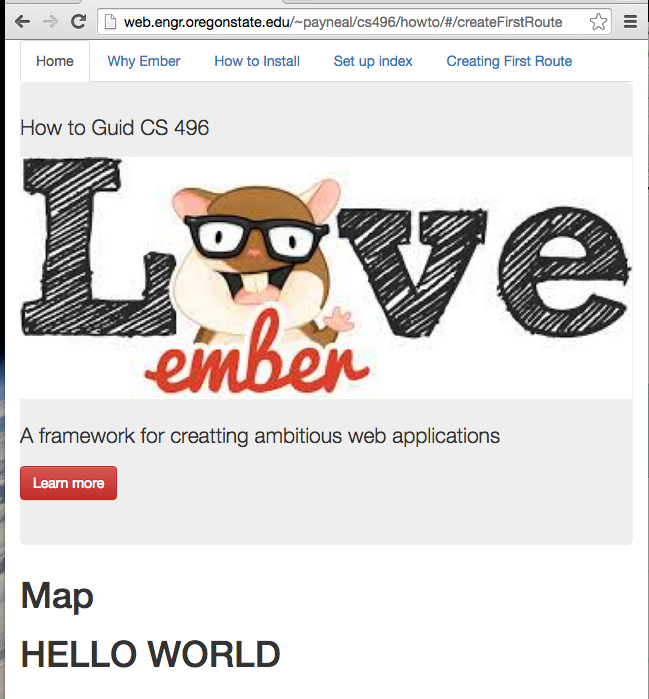 web.engr.oregonstate.edu/~payneal/cs496/howto/#/createFirstRoute
Home Why Ember How to Install Set up index Creating First Route
How to Guid CS 496
Love
ember
A framework for creatting ambitious web applications
Learn more
Map
HELLO WORLD